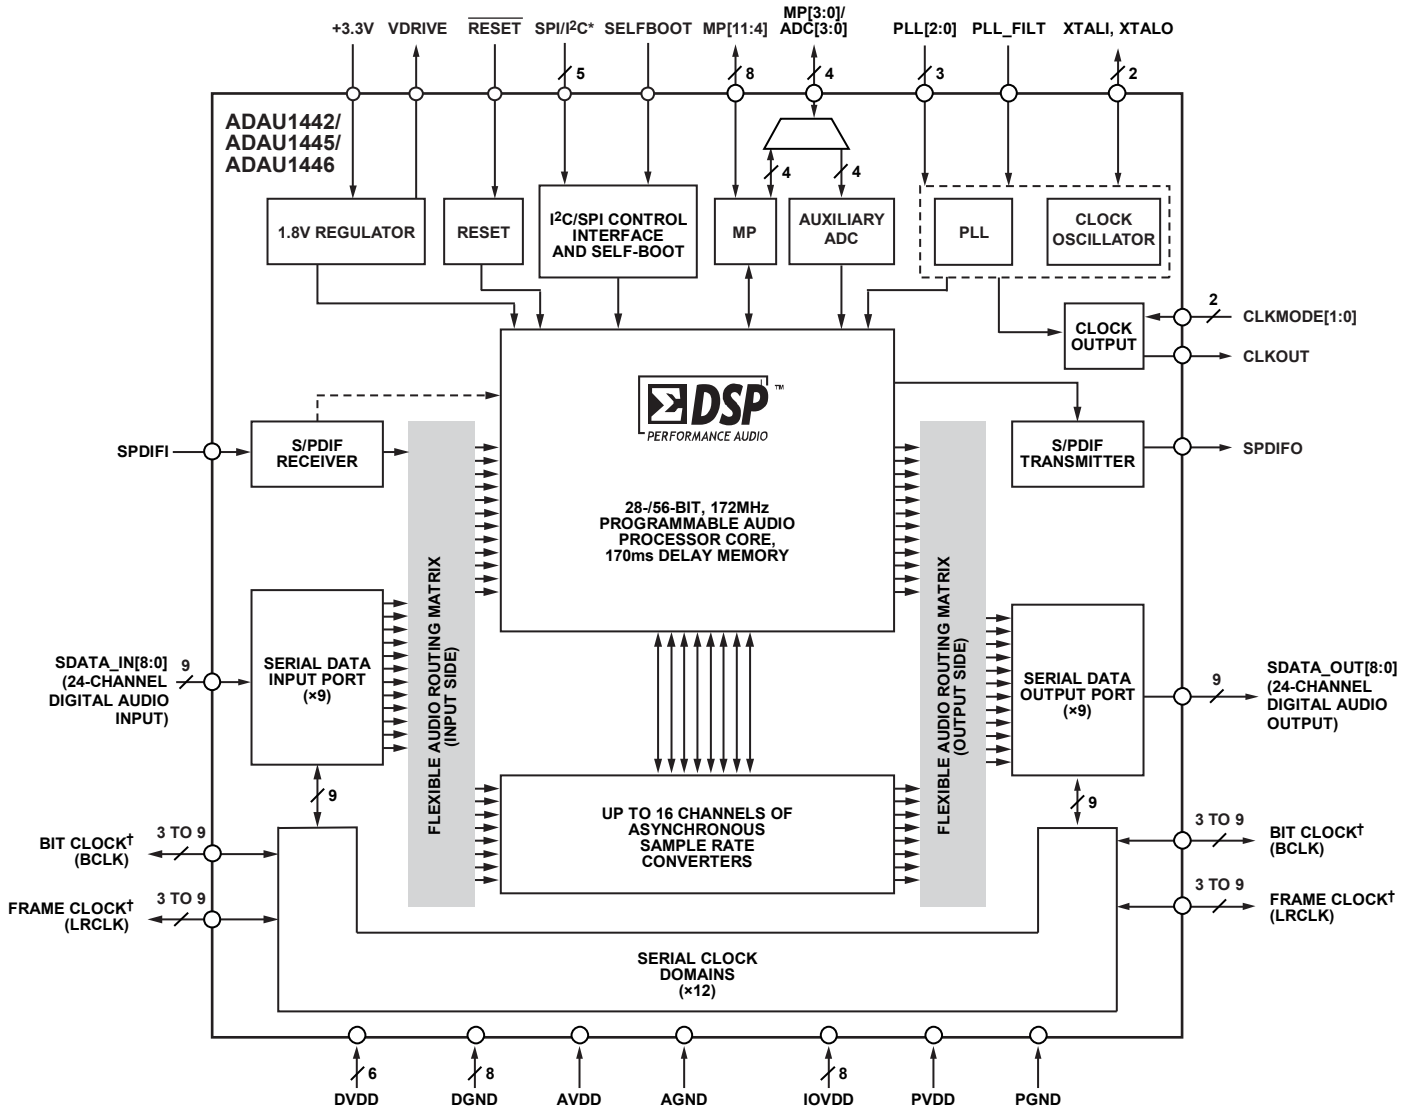 +3.3V VDRIVE RESET SPI/I2C* SELFBOOT MP[11:4] MP[3:0]/ ADC[3:0] PLL[2:0] PLL_FILT XTALI, XTALO
5 8 4 3 2
ADAU1442/
ADAU1445/
ADAU1446
4 4
1.8V REGULATOR
RESET
I2C/SPI CONTROL
INTERFACE
AND SELF-BOOT
MP
AUXILIARY
ADC
PLL
CLOCK
OSCILLATOR
CLOCK
OUTPUT
2
CLKMODE[1:0]
CLKOUT
ΣDSP™
PERFORMANCE AUDIO
28-/56-BIT, 172MHz
PROGRAMMABLE AUDIO
PROCESSOR CORE,
170ms DELAY MEMORY
SPDIFI
S/PDIF
RECEIVER
S/PDIF
TRANSMITTER
SPDIFO
FLEXIBLE AUDIO ROUTING MATRIX
(INPUT SIDE)
FLEXIBLE AUDIO ROUTING MATRIX
(OUTPUT SIDE)
SDATA_IN[8:0]
(24-CHANNEL
DIGITAL AUDIO
INPUT)
9
SERIAL DATA
INPUT PORT
(×9)
SERIAL DATA
OUTPUT PORT
(×9)
9
SDATA_OUT[8:0]
(24-CHANNEL
DIGITAL AUDIO
OUTPUT)
9
9
UP TO 16 CHANNELS OF
ASYNCHRONOUS
SAMPLE RATE
CONVERTERS
BIT CLOCK†
(BCLK)
3 TO 9
FRAME CLOCK†
(LRCLK)
3 TO 9
3 TO 9
BIT CLOCK†
(BCLK)
3 TO 9
FRAME CLOCK†
(LRCLK)
SERIAL CLOCK
DOMAINS
(×12)
6 8 8
DVDD DGND AVDD AGND IOVDD PVDD PGND